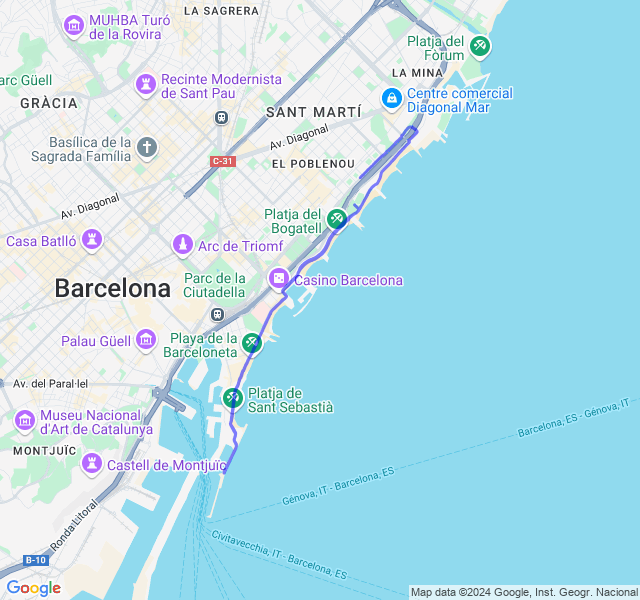 LA SAGRERA
MUHBA Turó
de la Rovira
Platja del
Fòrum
LA MINA
arc Güell
Recinte Modernista
de Sant Pau
Centre comercial
Diagonal Mar
GRÀCIA
SANT MARTÍ
Av. Diagonal
Basílica de la
Sagrada Família
C-31
EL POBLENOU
Av. Diagonal
Platja del
Bogatell
Casa Batlló
Arc de Triomf
Parc de la
Ciutadella
Casino Barcelona
Barcelona
Palau Güell
Playa de la
Barceloneta
Av. del Paral·lel
Platja de
Sant Sebastià
Museu Nacional
d'Art de Catalunya
Barcelona, ES - Génova, IT
MONTJUÏC
Castell de Montjuïc
Génova, IT - Barcelona, ES
Ronda·Litoral
Civitavecchia, IT - Barcelona, ES
B-10
Google
Map data ©2024 Google, Inst. Geogr. Nacional